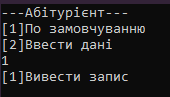 ---Абітурієнт---
[1]По замовчуванню
[2]Ввести дані
1
[1]Вивести запис